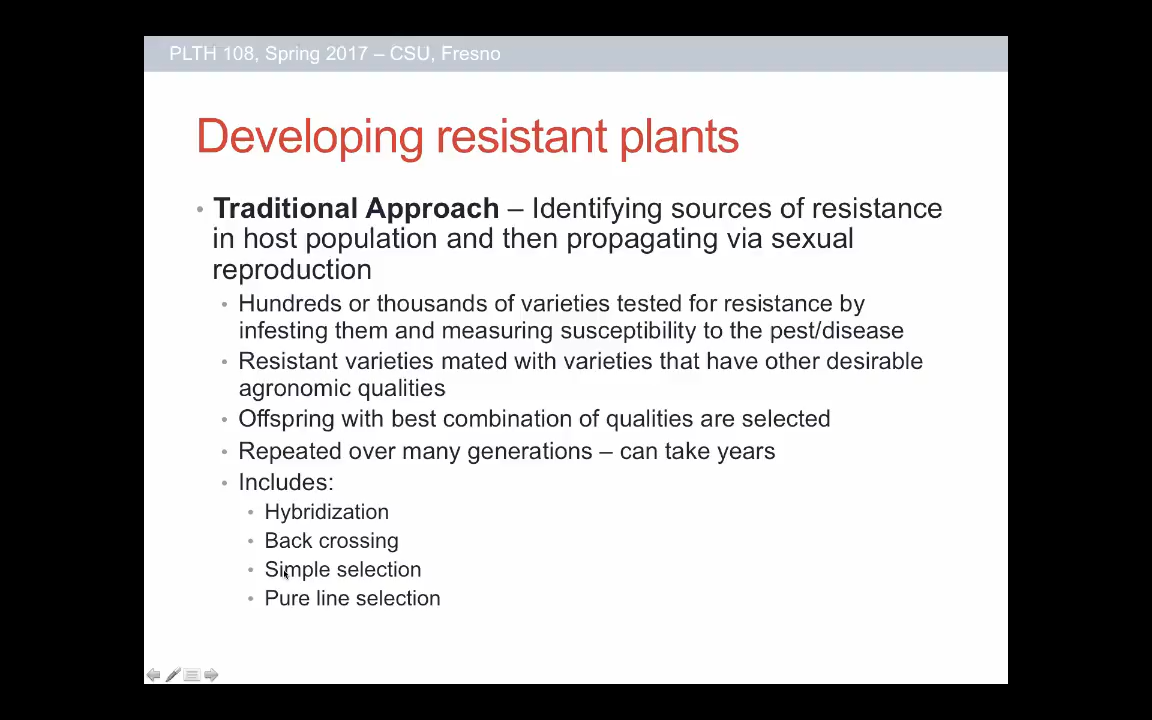 PLTH 108, Spring 2017 – CSU, Fresno
Developing resistant plants
• Traditional Approach – Identifying sources of resistance
in host population and then propagating via sexual
reproduction
• Hundreds or thousands of varieties tested for resistance by
infesting them and measuring susceptibility to the pest/disease
• Resistant varieties mated with varieties that have other desirable
agronomic qualities
• Offspring with best combination of qualities are selected
• Repeated over many generations – can take years
• Includes:
• Hybridization
• Back crossing
• Simple selection
• Pure line selection